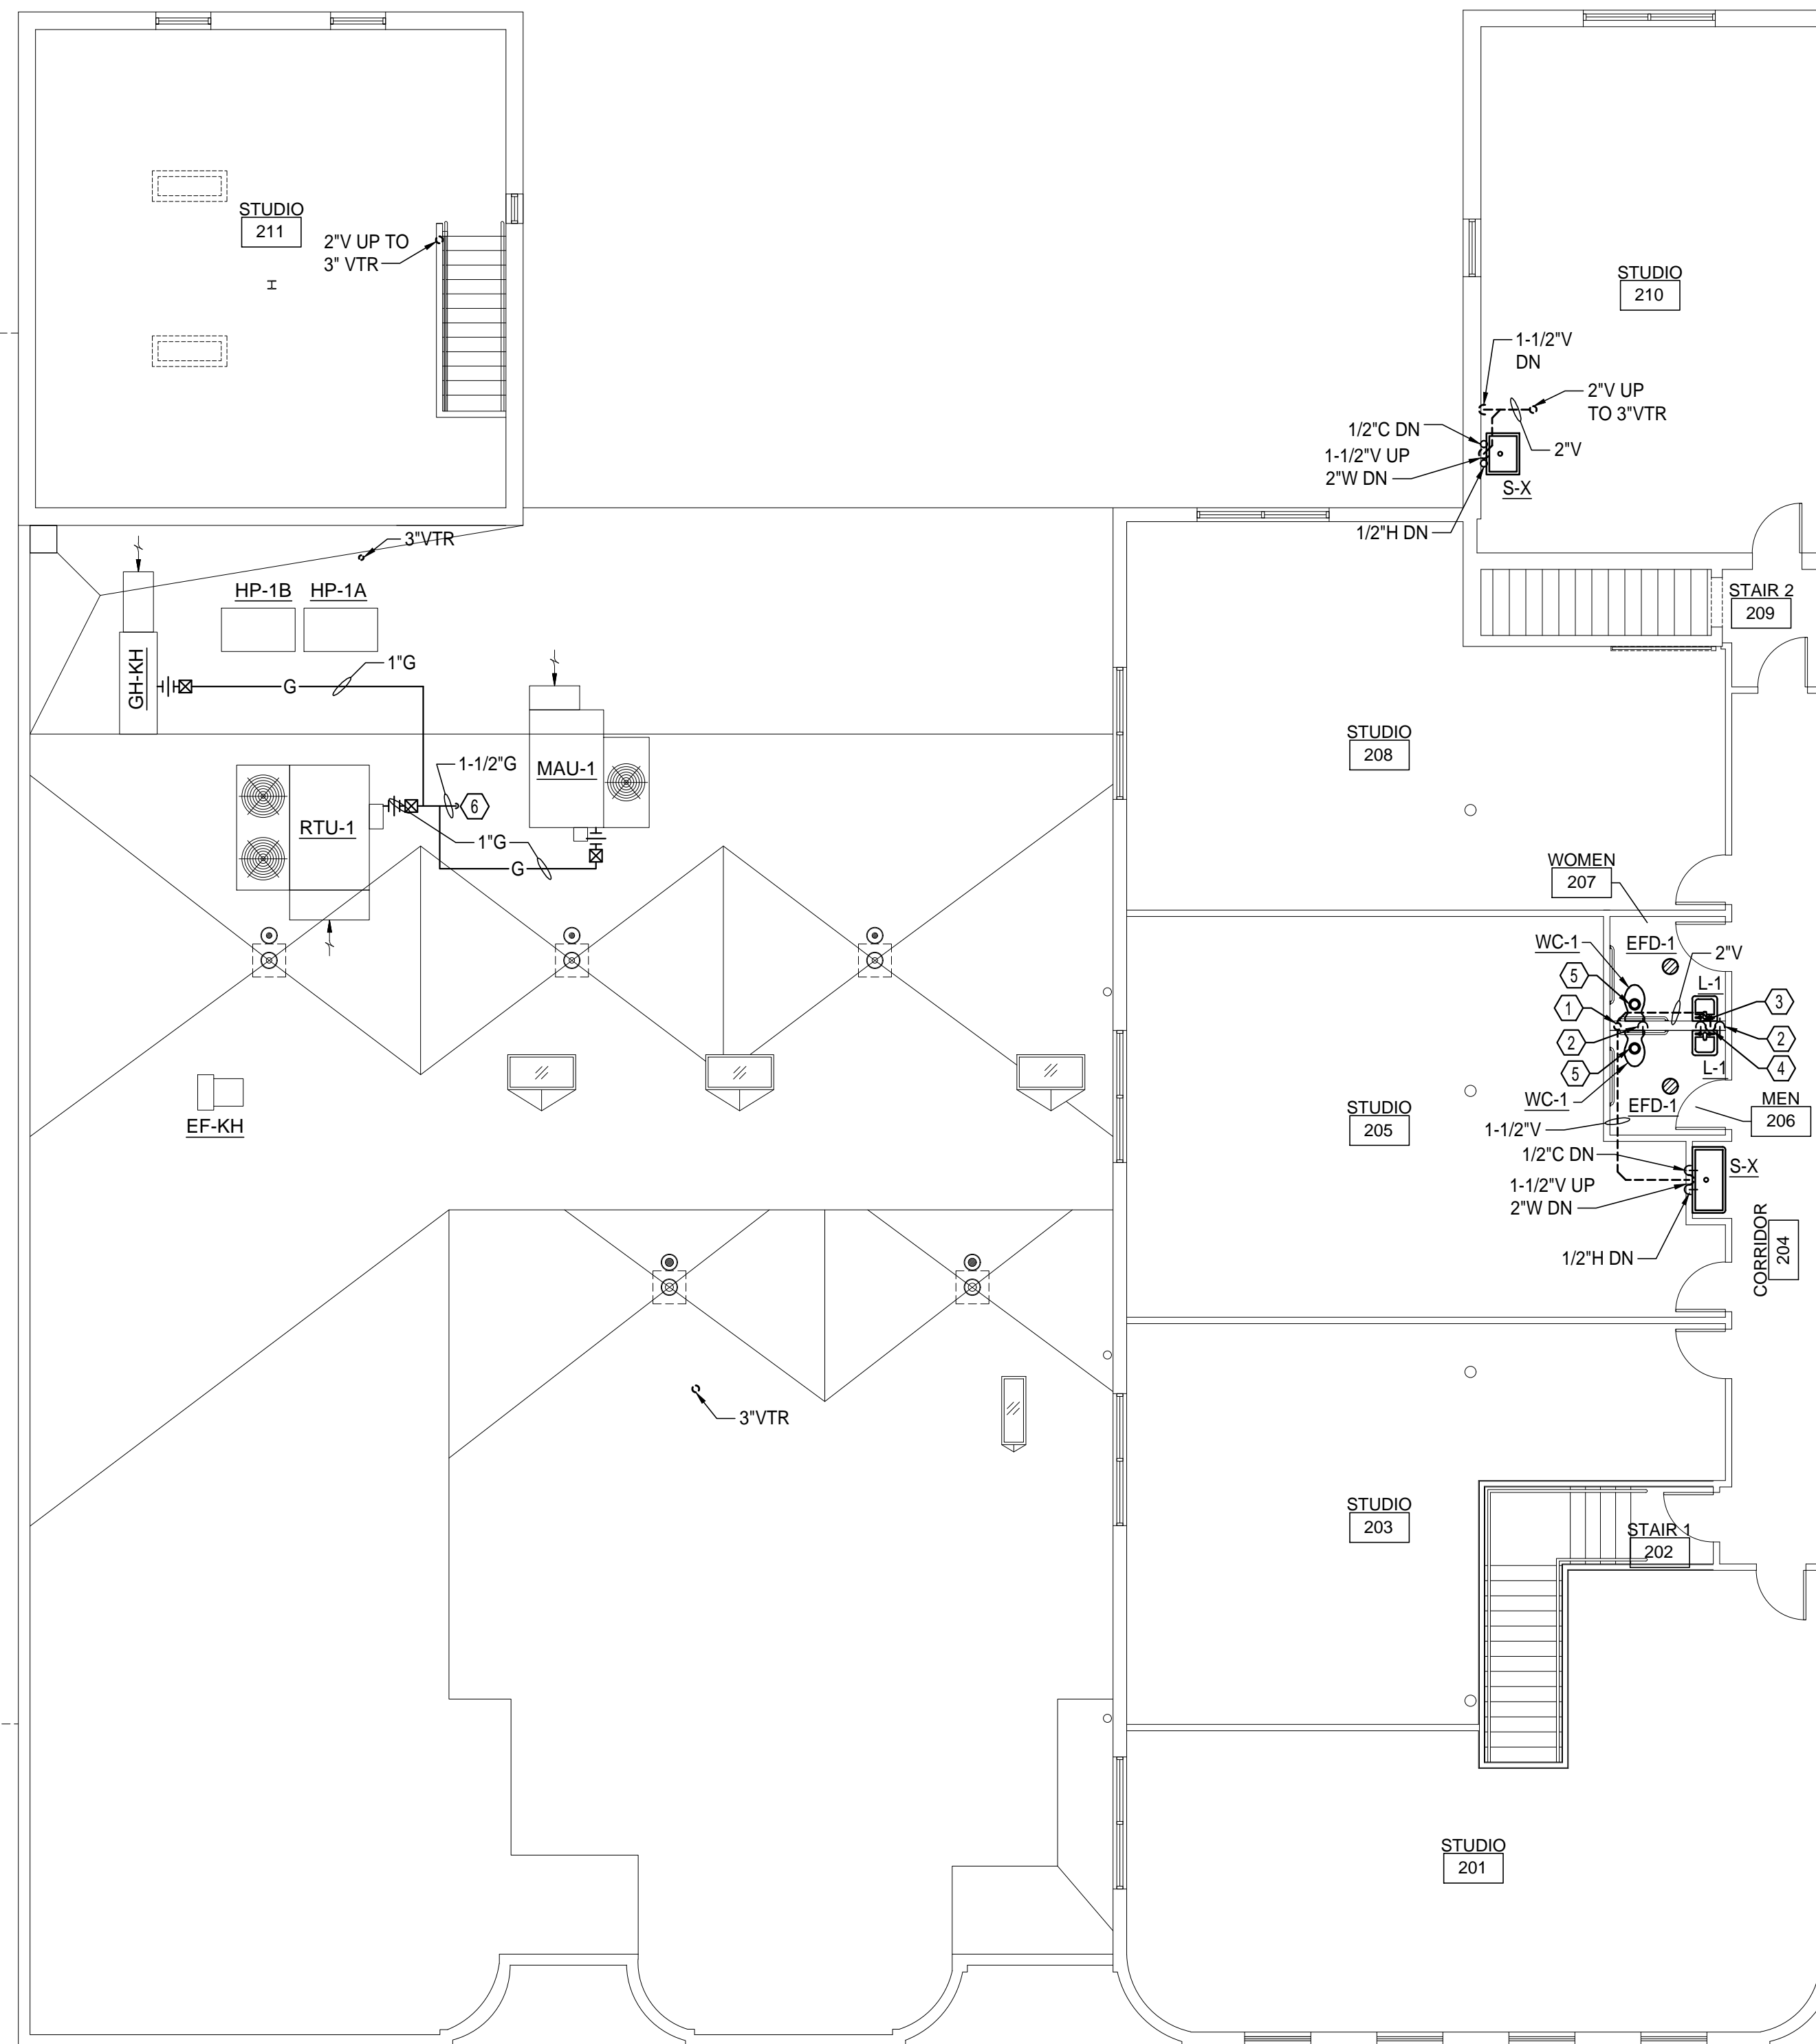 STUDIO
211
2"V UP TO
3" VTR
STUDIO
210
1-1/2"V
DN
2"V UP
TO 3"VTR
1/2"C DN
1-1/2"V UP
2"W DN
2"V
S-X
1/2"H DN
3"VTR
HP-1B
HP-1A
STAIR 2
209
GH-KH
1"G
G
1-1/2"G
MAU-1
STUDIO
208
RTU-1
6
1"G
G
WOMEN
207
WC-1
EFD-1
2"V
5
L-1
1
3
2
2
5
L-1
4
WC-1
EFD-1
MEN
206
EF-KH
STUDIO
205
1-1/2"V
1/2"C DN
S-X
1-1/2"V UP
2"W DN
1/2"H DN
CORRIDOR
204
3"VTR
STUDIO
203
STAIR 1
202
STUDIO
201